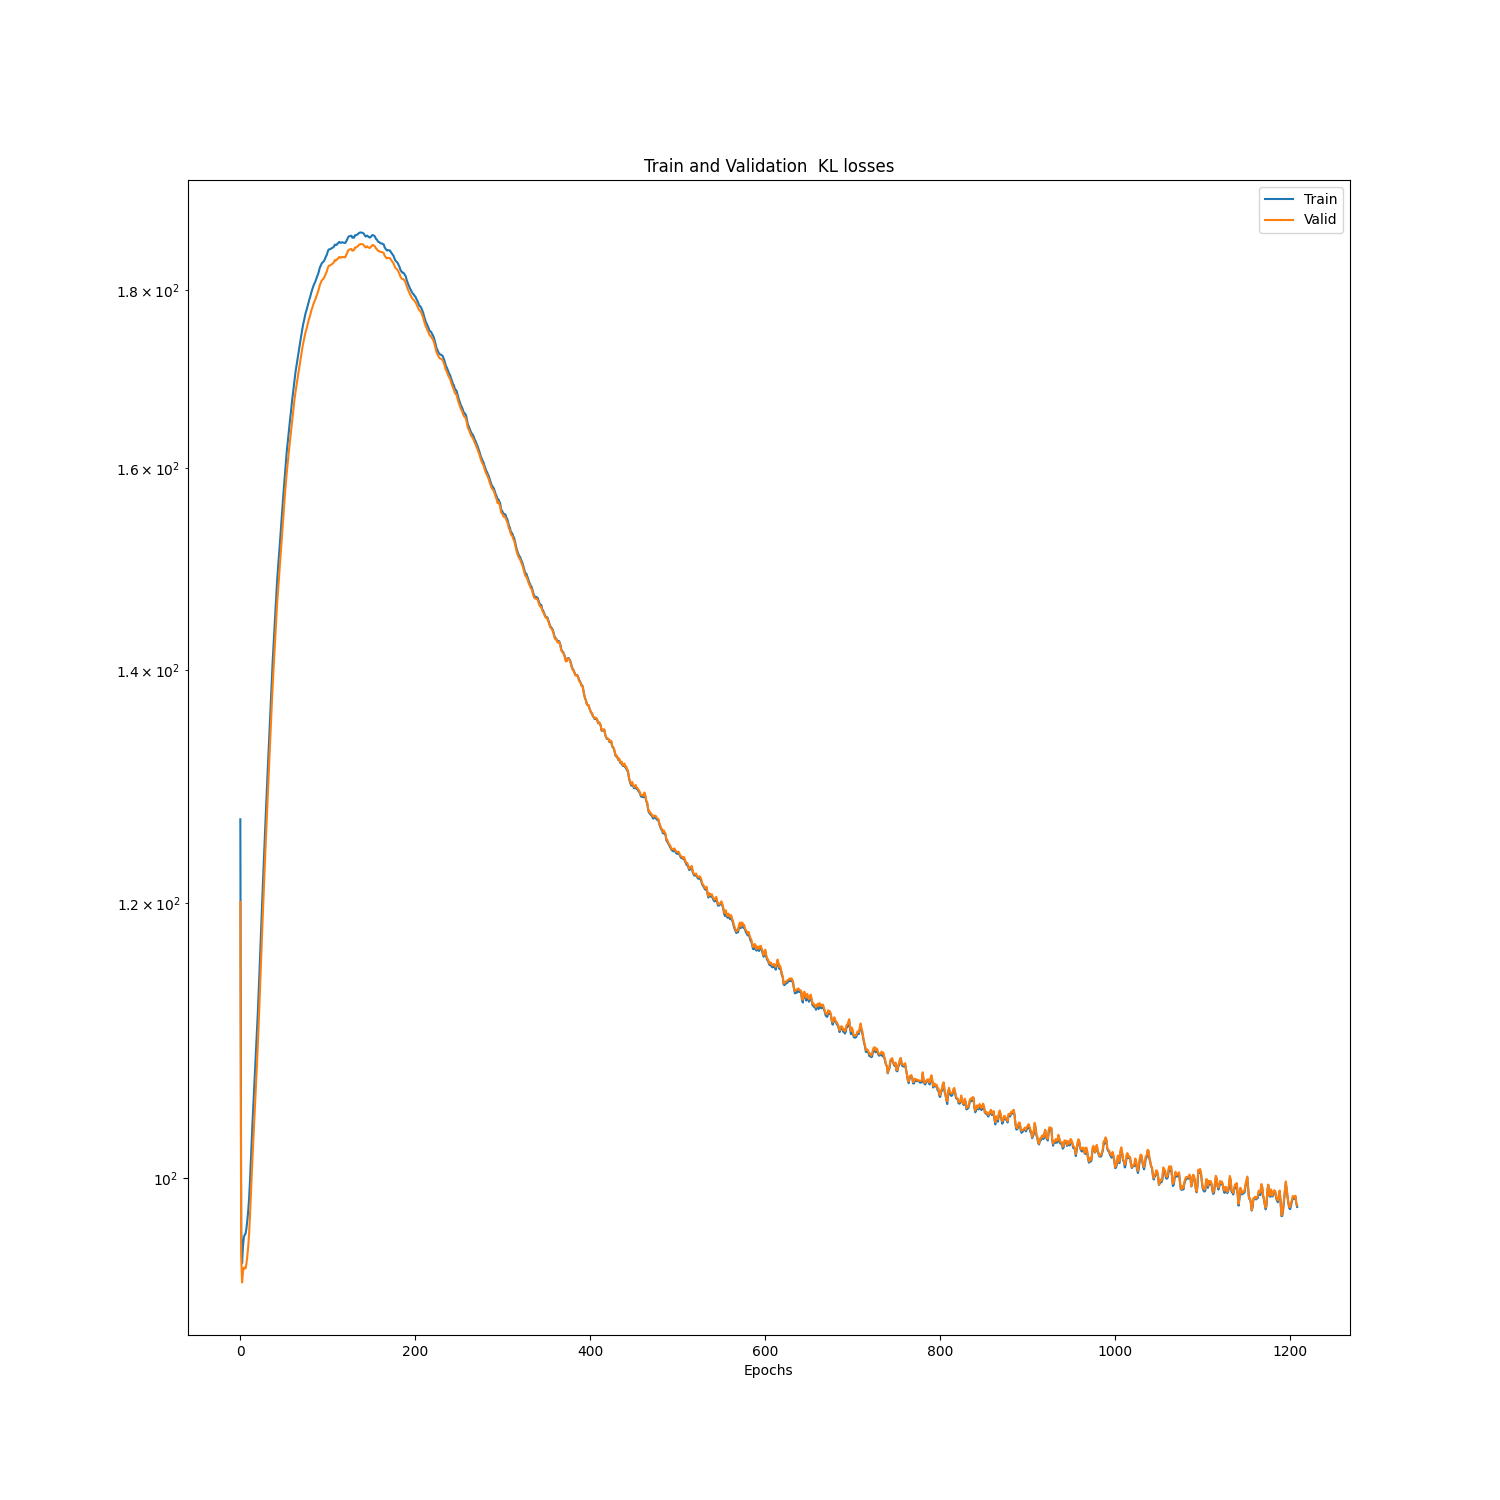 Train and Validation  KL losses
Train
Valid
1.8 × 10²
1.6 × 10²
1.4 × 10²
1.2 × 10²
10²
0 200 400 600 800 1000 1200
Epochs